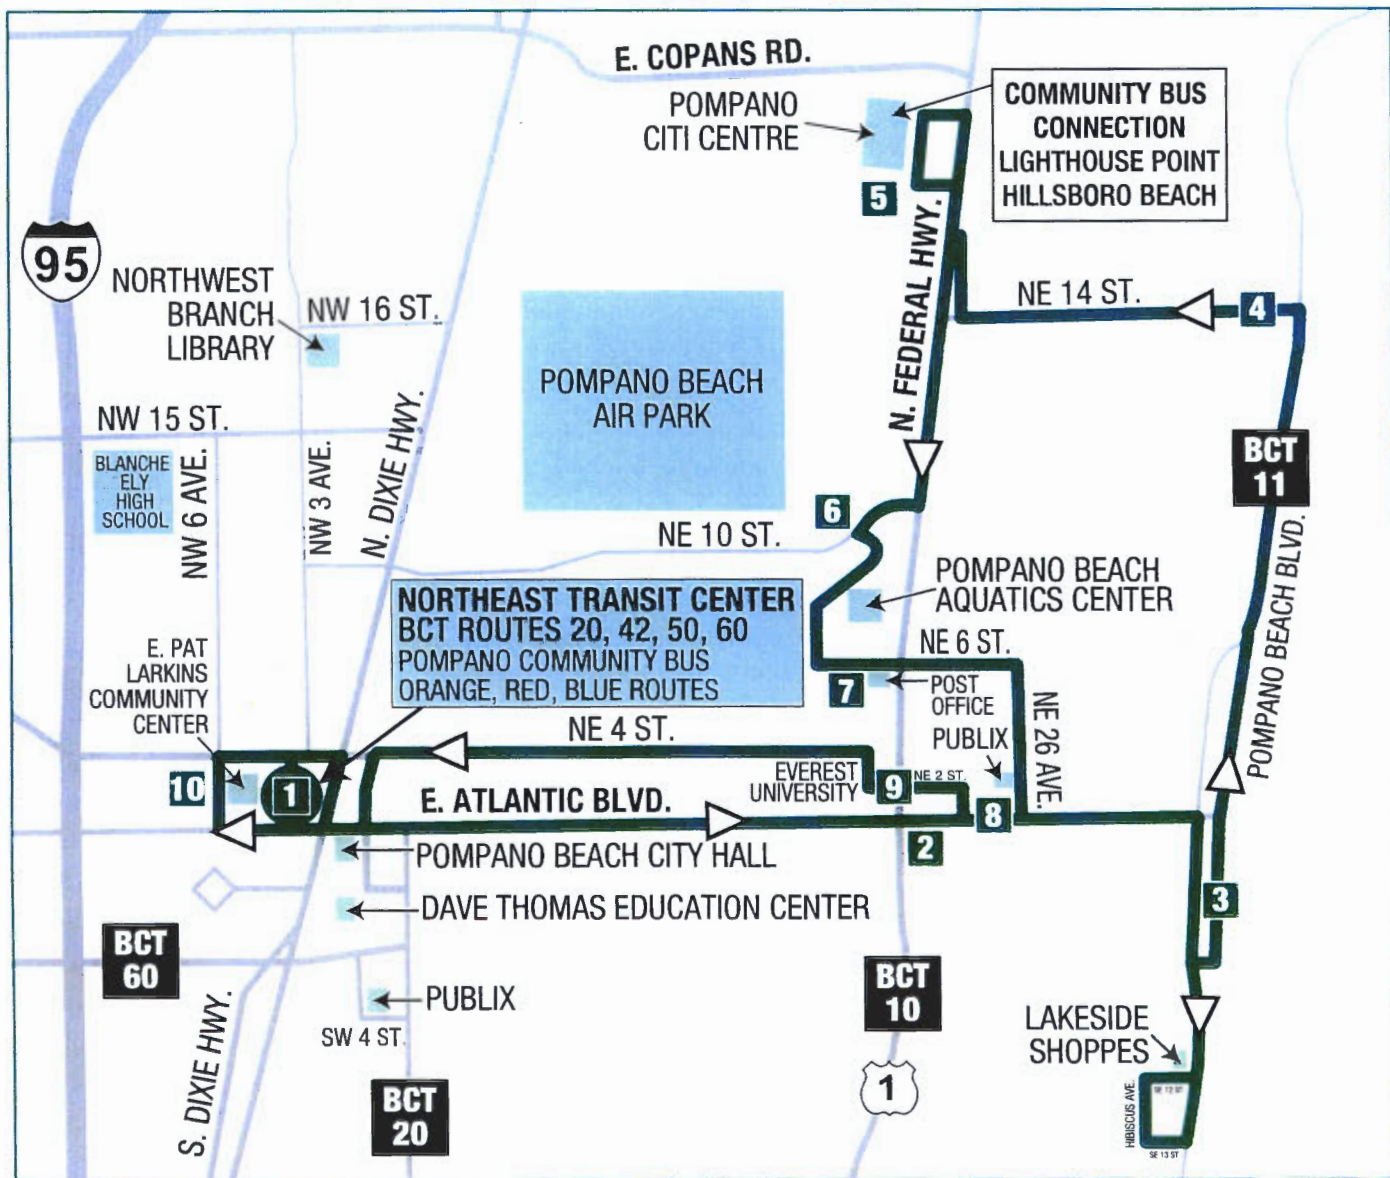 E. COPANS RD.
POMPANO
CITI CENTRE
COMMUNITY BUS
CONNECTION
LIGHTHOUSE POINT
HILLSBORO BEACH
5
95
NORTHWEST
BRANCH
LIBRARY
NW 16 ST.
N. FEDERAL HWY.
NE 14 ST.
4
POMPANO BEACH
AIR PARK
NW 15 ST.
BLANCHE
ELY
HIGH
SCHOOL
NW 6 AVE.
NW 3 AVE.
N. DIXIE HWY.
BCT
11
6
NE 10 ST.
POMPANO BEACH
AQUATICS CENTER
POMPANO BEACH BLVD.
NORTHEAST TRANSIT CENTER
BCT ROUTES 20, 42, 50, 60
POMPANO COMMUNITY BUS
ORANGE, RED, BLUE ROUTES
E. PAT
LARKINS
COMMUNITY
CENTER
NE 6 ST.
7
POST
OFFICE
NE 26 AVE.
NE 4 ST.
PUBLIX
EVEREST
UNIVERSITY
NE 2 ST.
9
10
1
E. ATLANTIC BLVD.
8
2
POMPANO BEACH CITY HALL
3
DAVE THOMAS EDUCATION CENTER
BCT
60
BCT
10
PUBLIX
SW 4 ST.
S. DIXIE HWY.
LAKESIDE
SHOPPES
1
BCT
20
HIBISCUS AVE.
SE 12 ST
SE 13 ST